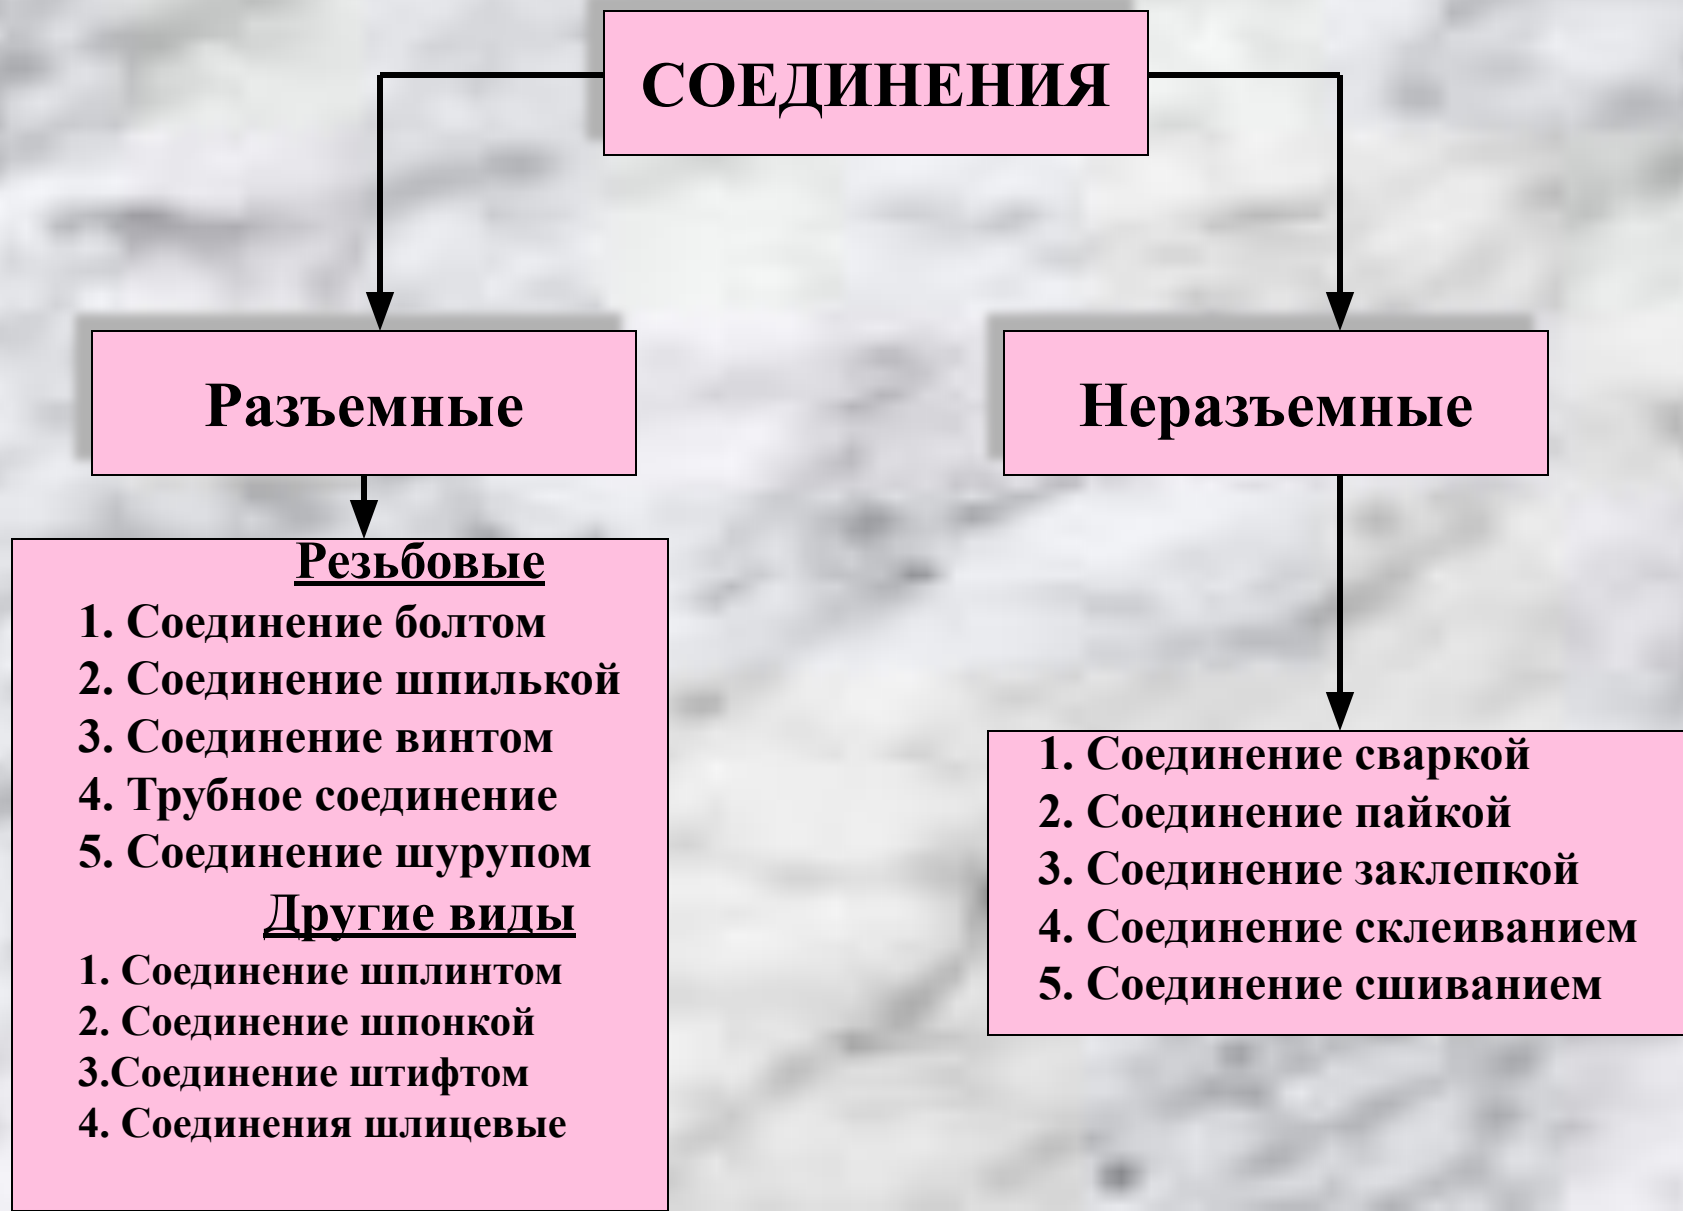 СОЕДИНЕНИЯ
Разъемные
Неразъемные
Резьбовые
1. Соединение болтом
2. Соединение шпилькой
3. Соединение винтом
4. Трубное соединение
5. Соединение шурупом
Другие виды
1. Соединение шплинтом
2. Соединение шпонкой
3.Соединение штифтом
4. Соединения шлицевые
1. Соединение сваркой
2. Соединение пайкой
3. Соединение заклепкой
4. Соединение склеиванием
5. Соединение сшиванием